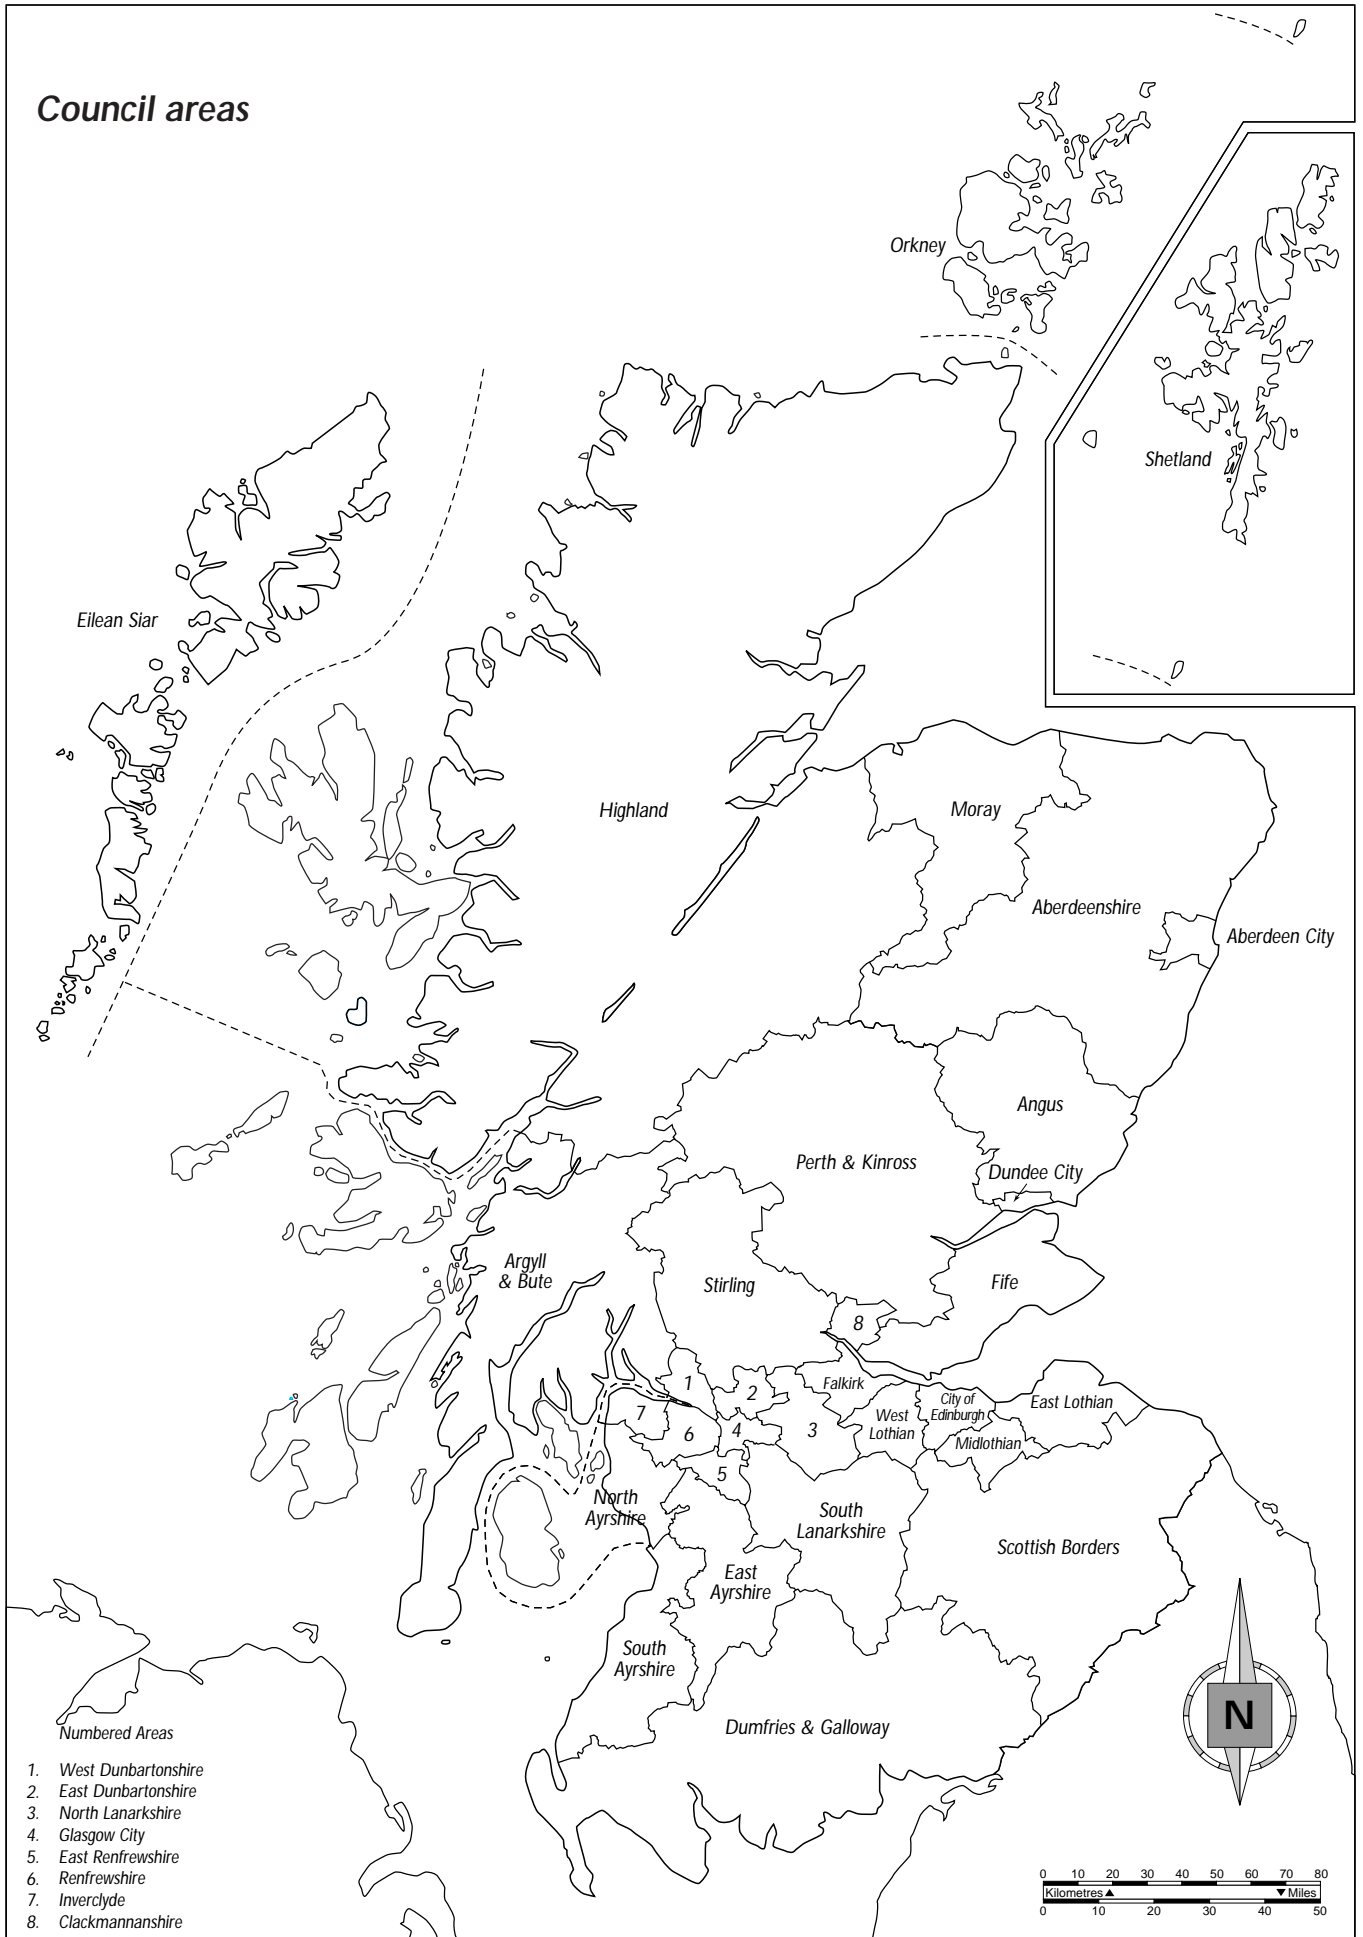 Council areas
Orkney
Shetland
Eilean Siar
Highland
Moray
Aberdeenshire
Aberdeen City
Angus
Perth & Kinross
Dundee City
Argyll
& Bute
Stirling
Fife
8
1
2
Falkirk
City of
Edinburgh
East Lothian
7
6
4
3
West
Lothian
Midlothian
5
North
Ayrshire
South
Lanarkshire
Scottish Borders
East
Ayrshire
South
Ayrshire
Dumfries & Galloway
N
Numbered Areas
1. West Dunbartonshire
2. East Dunbartonshire
3. North Lanarkshire
4. Glasgow City
5. East Renfrewshire
6. Renfrewshire
7. Inverclyde
8. Clackmannanshire
0 10 20 30 40 50 60 70 80
Kilometres▲ ▼Miles
0 10 20 30 40 50